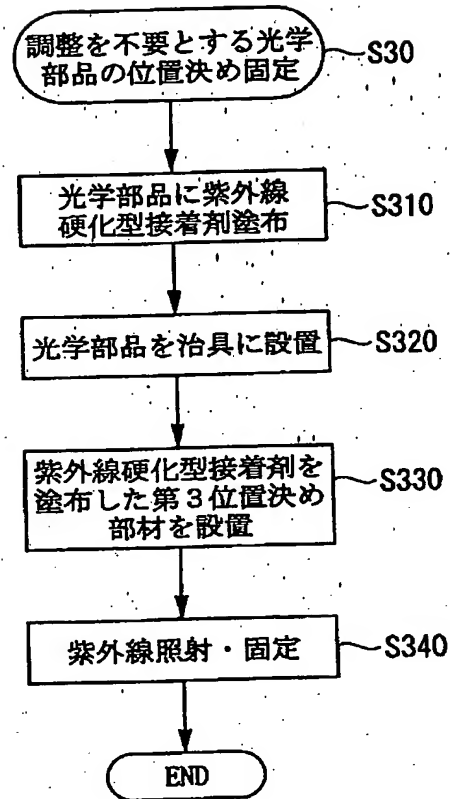 調整を不要とする光学
部品の位置決め固定
S30
光学部品に紫外線
硬化型接着剤塗布
S310
光学部品を治具に設置
S320
紫外線硬化型接着剤を
塗布した第3位置決め
部材を設置
S330
紫外線照射・固定
S340
END